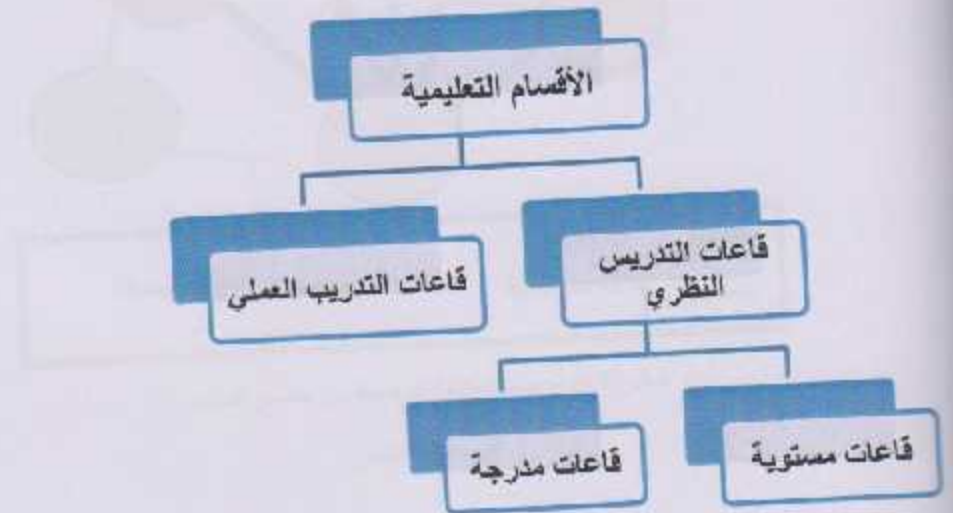 الأقسام التعليمية
قاعات التدريس
النظري
قاعات التدريب العملي
قاعات مستوية
قاعات مدرجة